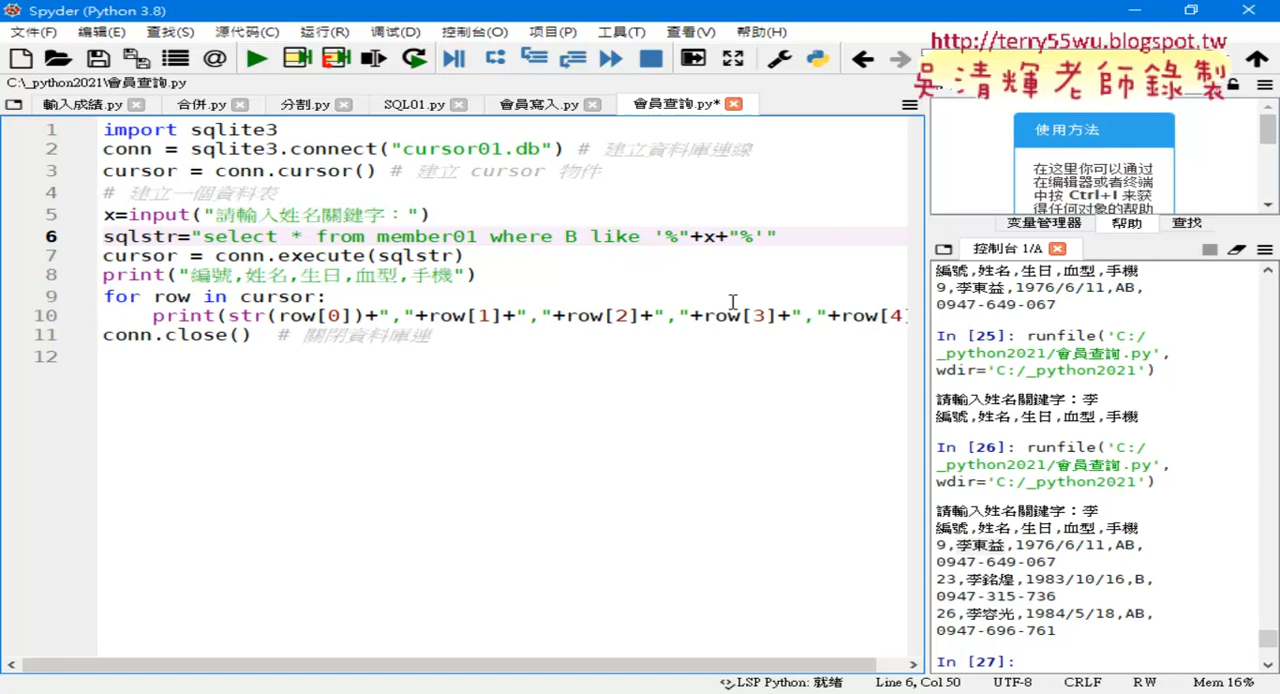 Spyder (Python 3.8)
文件(F) 编辑(E) 查找(S) 源代码(C) 运行(R) 调试(D) 控制台(O) 项目(P) 工具(T) 查看(V) 帮助(H)
http://terry55wu.blogspot.tw
吳清輝老師錄製
C:\_python2021\會員查詢.py
輸入成績.py 合併.py 分割.py SQL01.py 會員寫入.py 會員查詢.py*
1 import sqlite3
2 conn = sqlite3.connect("cursor01.db") # 建立資料庫連線
3 cursor = conn.cursor() # 建立 cursor 物件
4 # 建立一個資料表
5 x=input("請輸入姓名關鍵字：")
6 sqlstr="select * from member01 where B like '%"+x+"%'"
7 cursor = conn.execute(sqlstr)
8 print("編號,姓名,生日,血型,手機")
9 for row in cursor:
10 print(str(row[0])+","+row[1]+","+row[2]+","+row[3]+","+row[4]
11 conn.close() # 關閉資料庫連
12
使用方法
在这里你可以通过
在编辑器或者终端
中按 Ctrl+I 来获
得任何对象的帮助
变量管理器 帮助 查找
控制台 1/A
編號,姓名,生日,血型,手機
9,李東益,1976/6/11,AB,
0947-649-067
In [25]: runfile('C:/
_python2021/會員查詢.py',
wdir='C:/_python2021')
請輸入姓名關鍵字：李
編號,姓名,生日,血型,手機
In [26]: runfile('C:/
_python2021/會員查詢.py',
wdir='C:/_python2021')
請輸入姓名關鍵字：李
編號,姓名,生日,血型,手機
9,李東益,1976/6/11,AB,
0947-649-067
23,李銘煌,1983/10/16,B,
0947-315-736
26,李容光,1984/5/18,AB,
0947-696-761
In [27]:
LSP Python: 就绪 Line 6, Col 50 UTF-8 CRLF RW Mem 16%